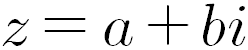 z = a + bi